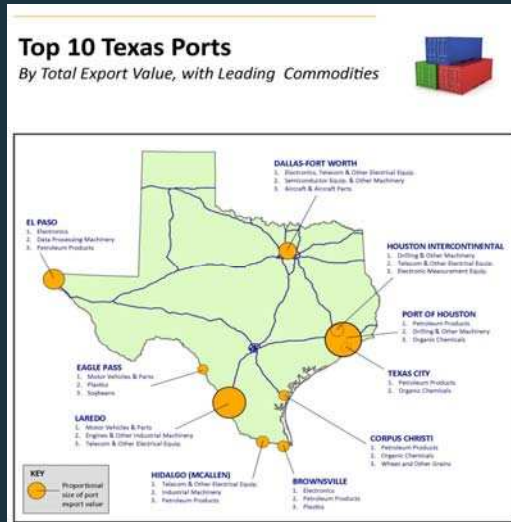 Top 10 Texas Ports
By Total Export Value, with Leading Commodities
DALLAS-FORT WORTH
1. Electronics, Telecom & Other Electrical Equip.
2. Semiconductor Equip. & Other Machinery
3. Aircraft & Aircraft Parts
EL PASO
1. Electronics
2. Data Processing Machinery
3. Petroleum Products
HOUSTON INTERCONTINENTAL
1. Drilling & Other Machinery
2. Telecom & Other Electrical Equip.
3. Electronic Measurement Equip.
PORT OF HOUSTON
1. Petroleum Products
2. Drilling & Other Machinery
3. Organic Chemicals
TEXAS CITY
1. Petroleum Products
2. Organic Chemicals
EAGLE PASS
1. Motor Vehicles & Parts
2. Plastics
3. Soybeans
LAREDO
1. Motor Vehicles & Parts
2. Engines & Other Industrial Machinery
3. Telecom & Other Electrical Equip.
CORPUS CHRISTI
1. Petroleum Products
2. Organic Chemicals
3. Wheat and Other Grains
HIDALGO (MCALLEN)
1. Telecom & Other Electrical Equip.
2. Industrial Machinery
3. Petroleum Products
BROWNSVILLE
1. Electronics
2. Petroleum Products
3. Plastics
KEY
Proportional
size of port
export value